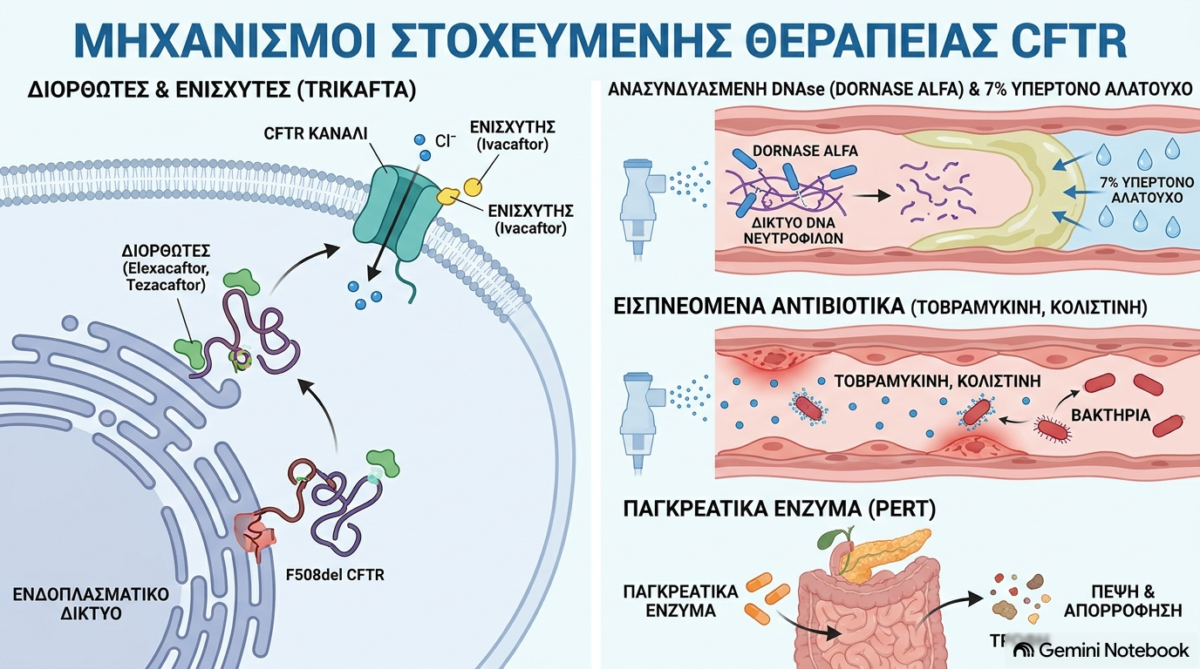 ΜΗΧΑΝΙΣΜΟΙ ΣΤΟΧΕΥΜΕΝΗΣ ΘΕΡΑΠΕΙΑΣ CFTR
ΔΙΟΡΘΩΤΕΣ & ΕΝΙΣΧΥΤΕΣ (TRIKAFTA)
CFTR ΚΑΝΑΛΙ
Cl⁻
ΕΝΙΣΧΥΤΗΣ
(Ivacaftor)
ΕΝΙΣΧΥΤΗΣ
(Ivacaftor)
ΔΙΟΡΘΩΤΕΣ
(Elexacaftor,
Tezacaftor)
F508del CFTR
ΕΝΔΟΠΛΑΣΜΑΤΙΚΟ
ΔΙΚΤΥΟ
ΑΝΑΣΥΝΔΥΑΣΜΕΝΗ DNAse (DORNASE ALFA) & 7% ΥΠΕΡΤΟΝΟ ΑΛΑΤΟΥΧΟ
DORNASE ALFA
ΔΙΚΤΥΟ DNA
ΝΕΥΤΡΟΦΙΛΩΝ
7% ΥΠΕΡΤΟΝΟ
ΑΛΑΤΟΥΧΟ
ΕΙΣΠΝΕΟΜΕΝΑ ΑΝΤΙΒΙΟΤΙΚΑ (ΤΟΒΡΑΜΥΚΙΝΗ, ΚΟΛΙΣΤΙΝΗ)
ΤΟΒΡΑΜΥΚΙΝΗ, ΚΟΛΙΣΤΙΝΗ
ΒΑΚΤΗΡΙΑ
ΠΑΓΚΡΕΑΤΙΚΑ ΕΝΖΥΜΑ (PERT)
ΠΑΓΚΡΕΑΤΙΚΑ
ΕΝΖΥΜΑ
ΠΕΨΗ &
ΑΠΟΡΡΟΦΗΣΗ
Gemini Notebook